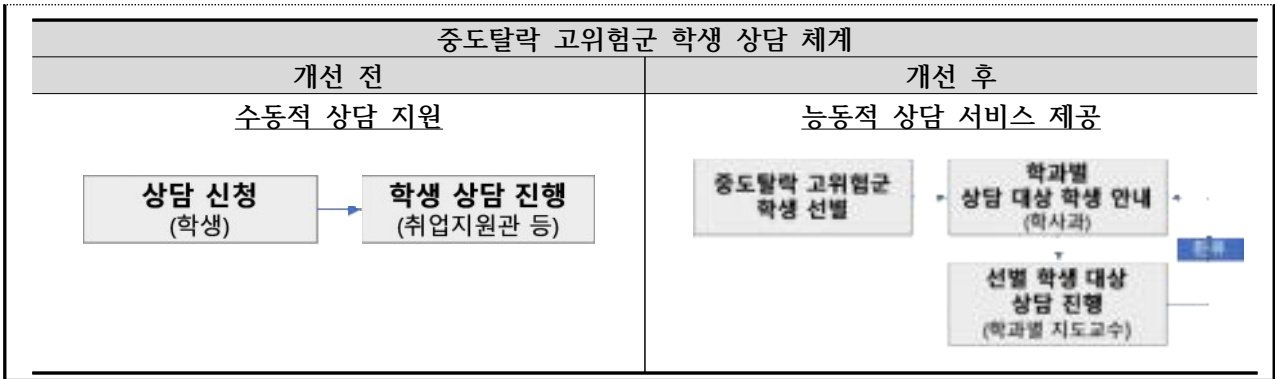 중도탈락 고위험군 학생 상담 체계
개선 전
개선 후
수동적 상담 지원
능동적 상담 서비스 제공
상담 신청
(학생)
학생 상담 진행
(취업지원관 등)
중도탈락 고위험군
학생 선별
학과별
상담 대상 학생 안내
(학사과)
선별 학생 대상
상담 진행
(학과별 지도교수)